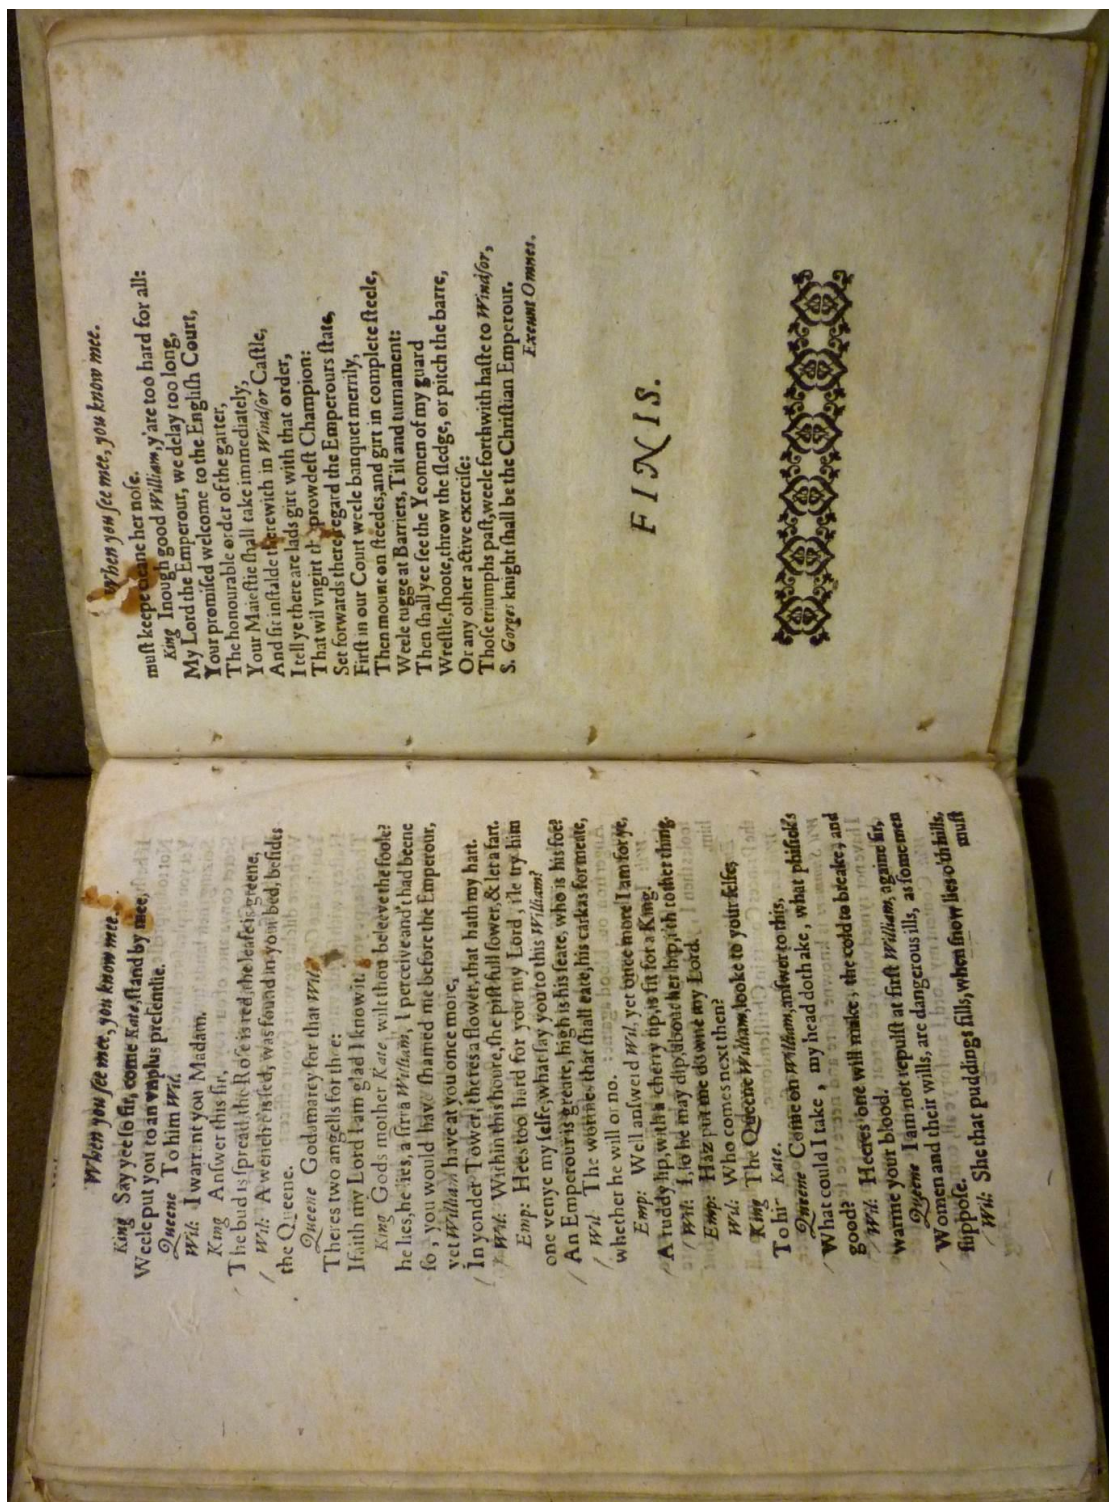 When you ſee mee, you know mee.
King Say yee ſo ſir, come Kate, ſtand by mee,
Weele put you to an vnplus preſentlie.
Queene To him Wil.
Wil: I warrant you Madam.
King Anſwer this ſir,
The bud is ſpread, the Roſe is red, the leafe is greene,
Wil: A wench t'is ſed, was found in your bed, beſides
the Queene.
Queene God amarcy for that Wil,
Theres two angells for thee:
Ifaith my Lord I am glad I know it.
King Gods mother Kate, wilt thou beleeve the foole?
he lies, he lies, a ſirra William, I perceive and't had beene
ſo, you would have ſhamed me before the Emperour,
yet William have at you once more,
In yonder Tower, theres a flower, that hath my hart.
Wil: Within this houre, ſhe piſt full ſower, & let a fart.
Emp: Hees too hard for you my Lord, ile try him
one venye my ſelfe, what ſay you to this William?
An Emperour is greate, high is his ſeate, who is his foe?
Wil The wormes that ſhall eate, his carkas for meate,
whether he will or no.
Emp: Well anſwerd Wil, yet once more I am for ye,
A ruddy lip, with a cherry tip, is fit for a King.
Wil: I, ſo he may dip, about her hip, ith tother thing,
Emp: Haz put me downe my Lord.
Wil: Who comes next then?
King The Queene William, looke to your ſelfe,
To hir Kate.
Queene Come on William, anſwer to this,
What could I take, my head doth ake, what phiſicks
good?
Wil: Heeres one will make, the cold to breake, and
warme your blood.
Queene I am not repulſt at firſt William, againe ſir,
Women and their wills, are dangerous ills, as ſome men
ſuppoſe.
Wil: She that pudding fills, when ſnow lies oth hills,
muſt
When you ſee mee, you know mee.
muſt keepe cleane her noſe.
King Inough good William, y'are too hard for all:
My Lord the Emperour, we delay too long,
Your promiſed welcome to the Engliſh Court,
The honourable order of the garter,
Your Maieſtie ſhall take immediately,
And ſit inſtalde therewith in Windſor Caſtle,
I tell ye there are lads girt with that order,
That wil vngirt the prowdeſt Champion:
Set forwards there, regard the Emperours ſtate,
Firſt in our Court weele banquet merrily,
Then mount on ſteedes, and girt in complete ſteele,
Weele tugge at Barriers, Tilt and turnament:
Then ſhall yee ſee the Yeomen of my guard
Wreſtle, ſhoote, throw the ſledge, or pitch the barre,
Or any other active exerciſe:
Thoſe triumphs paſt, weele forthwith haſte to Windſor,
S. Gorges knight ſhall be the Chriſtian Emperour.
Exeunt Omnes.
FINIS.